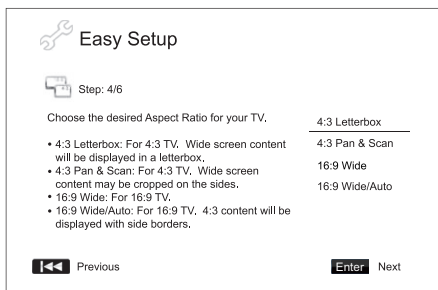 Easy Setup
Step: 4/6
Choose the desired Aspect Ratio for your TV.
• 4:3 Letterbox: For 4:3 TV. Wide screen content
will be displayed in a letterbox.
• 4:3 Pan & Scan: For 4:3 TV. Wide screen
content may be cropped on the sides.
• 16:9 Wide: For 16:9 TV.
• 16:9 Wide/Auto: For 16:9 TV. 4:3 content will be
displayed with side borders.
4:3 Letterbox
4:3 Pan & Scan
16:9 Wide
16:9 Wide/Auto
Previous
Enter Next